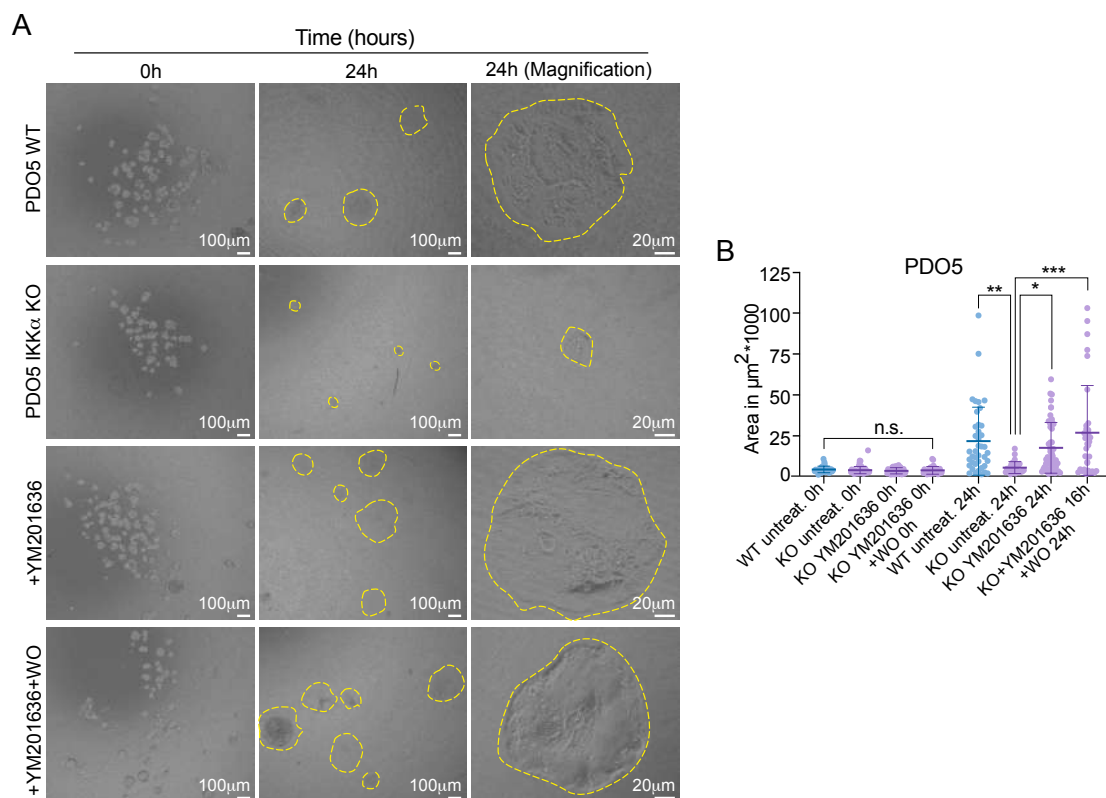 A
Time (hours)
0h
24h
24h (Magnification)
PDO5 WT
100µm
100µm
20µm
PDO5 IKKα KO
100µm
100µm
20µm
+YM201636
100µm
100µm
20µm
+YM201636+WO
100µm
100µm
20µm
B
PDO5
Area in µm²*1000
125
100
75
50
25
0
n.s.
**
*
***
WT untreat. 0h
KO untreat. 0h
KO YM201636 0h
KO YM201636 0h
+WO 0h
WT untreat. 24h
KO untreat. 24h
KO YM201636 24h
KO+YM201636 16h
+WO 24h